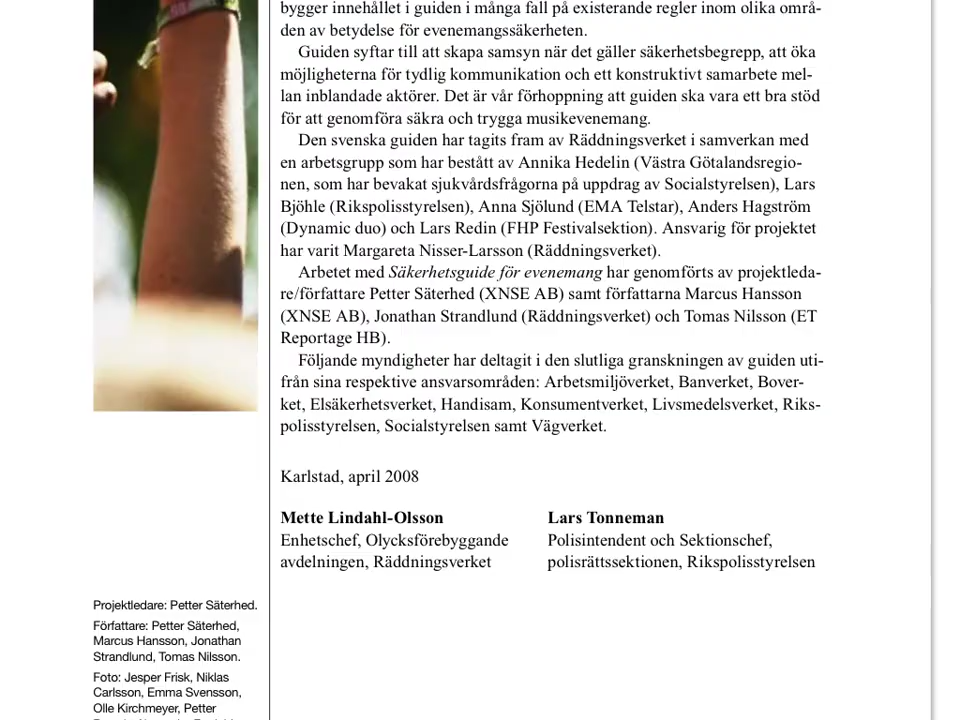 bygger innehållet i guiden i många fall på existerande regler inom olika områ-
den av betydelse för evenemangssäkerheten.
Guiden syftar till att skapa samsyn när det gäller säkerhetsbegrepp, att öka
möjligheterna för tydlig kommunikation och ett konstruktivt samarbete mel-
lan inblandade aktörer. Det är vår förhoppning att guiden ska vara ett bra stöd
för att genomföra säkra och trygga musikevenemang.
Den svenska guiden har tagits fram av Räddningsverket i samverkan med
en arbetsgrupp som har bestått av Annika Hedelin (Västra Götalandsregio-
nen, som har bevakat sjukvårdsfrågorna på uppdrag av Socialstyrelsen), Lars
Bjöhle (Rikspolisstyrelsen), Anna Sjölund (EMA Telstar), Anders Hagström
(Dynamic duo) och Lars Redin (FHP Festivalsektion). Ansvarig för projektet
har varit Margareta Nisser-Larsson (Räddningsverket).
Arbetet med Säkerhetsguide för evenemang har genomförts av projektleda-
re/författare Petter Säterhed (XNSE AB) samt författarna Marcus Hansson
(XNSE AB), Jonathan Strandlund (Räddningsverket) och Tomas Nilsson (ET
Reportage HB).
Följande myndigheter har deltagit i den slutliga granskningen av guiden uti-
från sina respektive ansvarsområden: Arbetsmiljöverket, Banverket, Bover-
ket, Elsäkerhetsverket, Handisam, Konsumentverket, Livsmedelsverket, Riks-
polisstyrelsen, Socialstyrelsen samt Vägverket.
Karlstad, april 2008
Mette Lindahl-Olsson
Enhetschef, Olycksförebyggande
avdelningen, Räddningsverket
Lars Tonneman
Polisintendent och Sektionschef,
polisrättssektionen, Rikspolisstyrelsen
Projektledare: Petter Säterhed.
Författare: Petter Säterhed,
Marcus Hansson, Jonathan
Strandlund, Tomas Nilsson.
Foto: Jesper Frisk, Niklas
Carlsson, Emma Svensson,
Olle Kirchmeyer, Petter